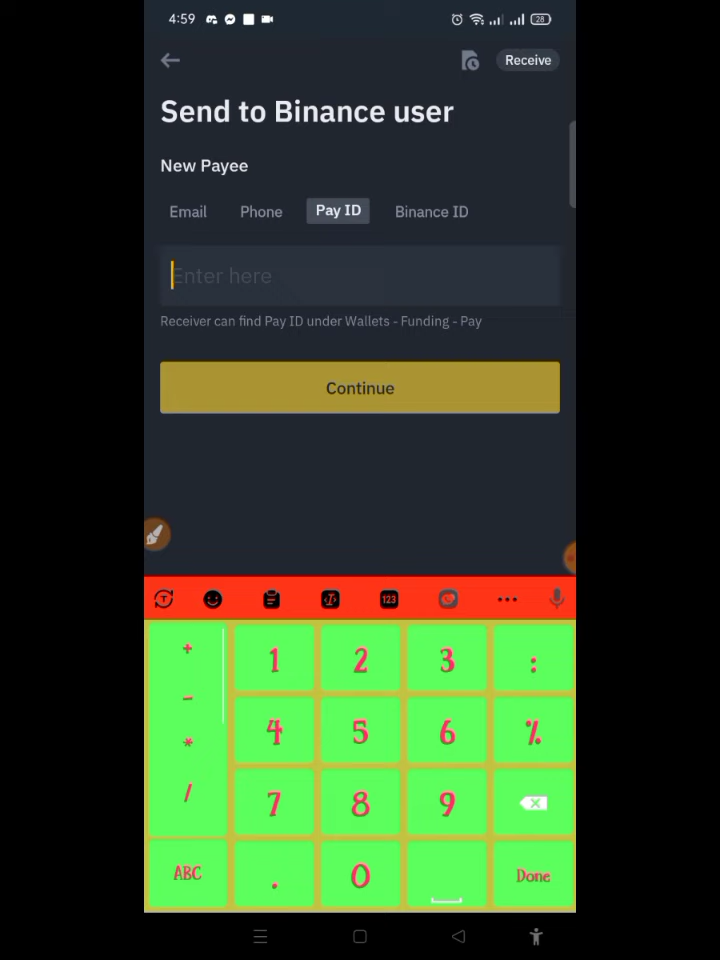 4:59
28
Receive
Send to Binance user
New Payee
Email Phone Pay ID Binance ID
Enter here
Receiver can find Pay ID under Wallets - Funding - Pay
Continue
T 123
+ 1 2 3 :
- 4 5 6 %
*
/ 7 8 9
ABC . 0 Done